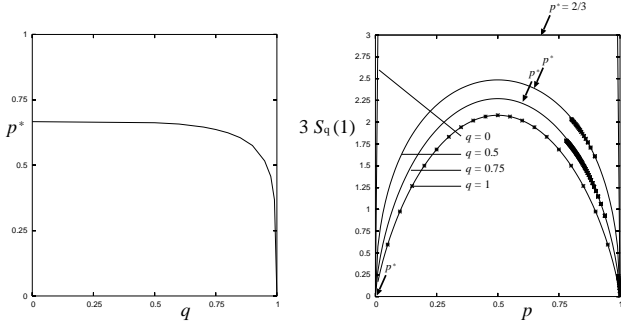 1
0.75
p*
0.5
0.25
0
0 0.25 0.5 0.75 1
q
p* = 2/3
3
2.75
2.5
2.25
2
1.75
1.5
1.25
1
0.75
0.5
0.25
0
3 Sq(1)
p*
p*
q = 0
q = 0.5
q = 0.75
q = 1
p*
0 0.25 0.5 0.75 1
p